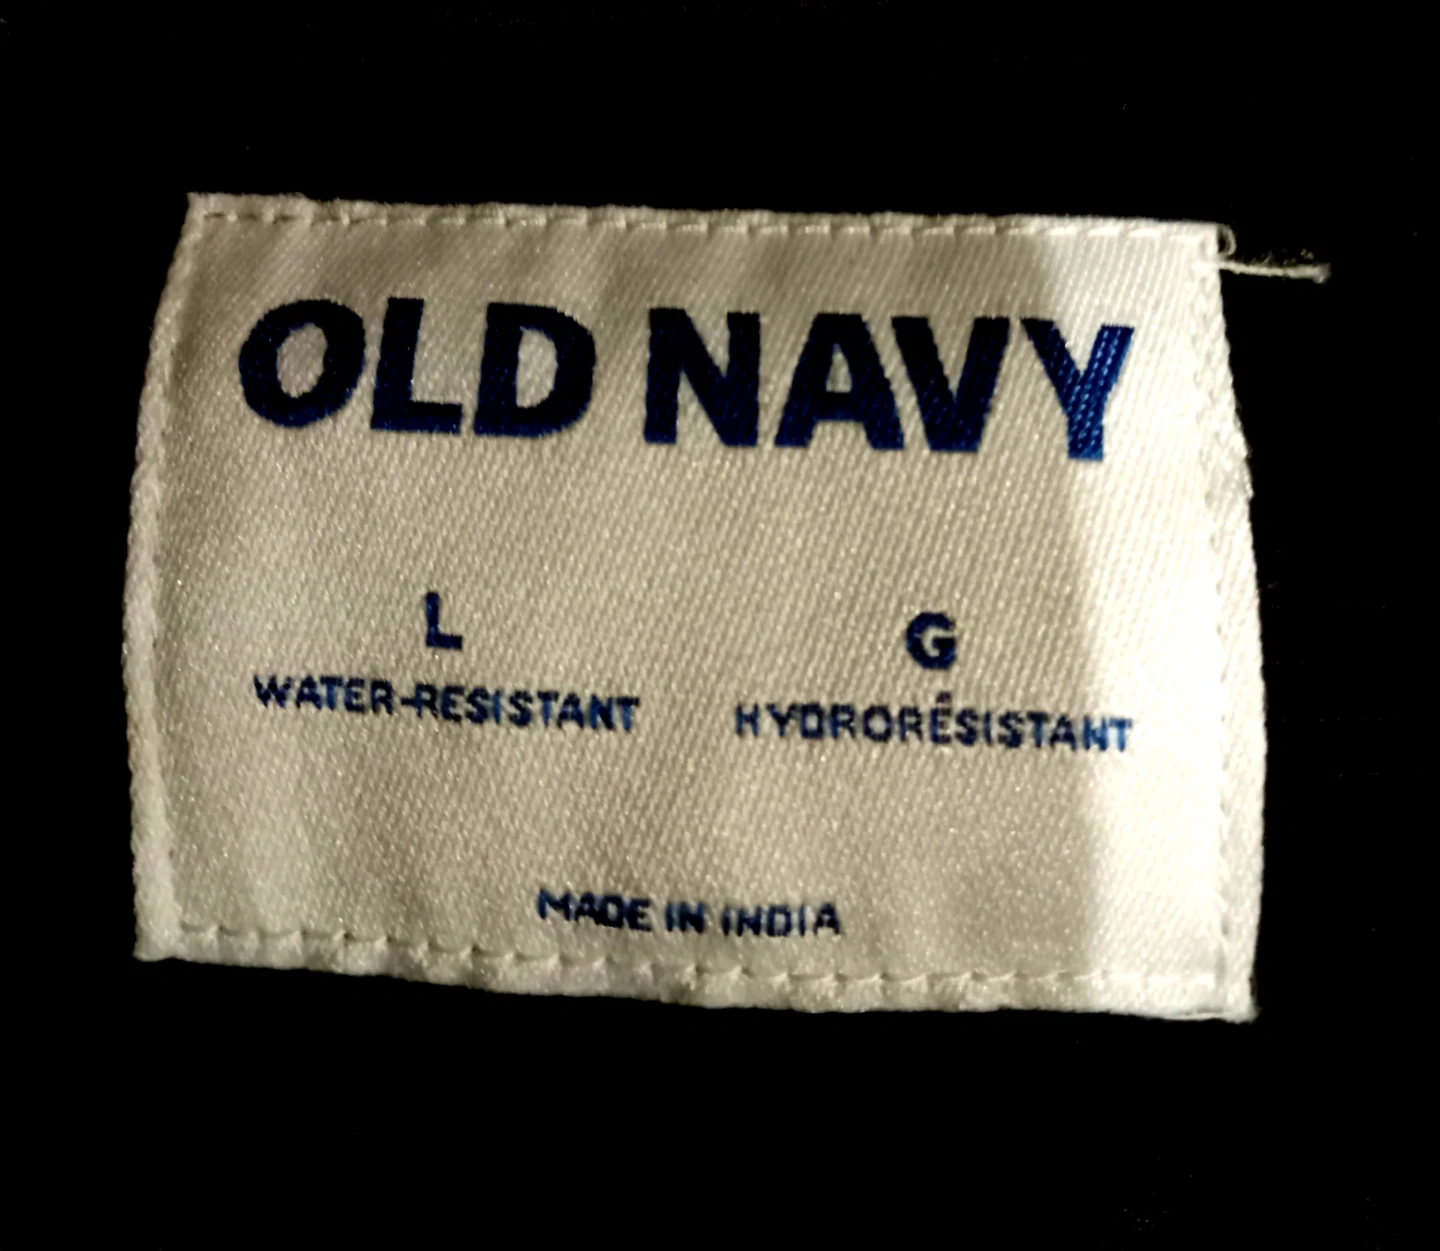 OLD NAVY
L G
WATER-RESISTANT HYDRORÉSISTANT
MADE IN INDIA